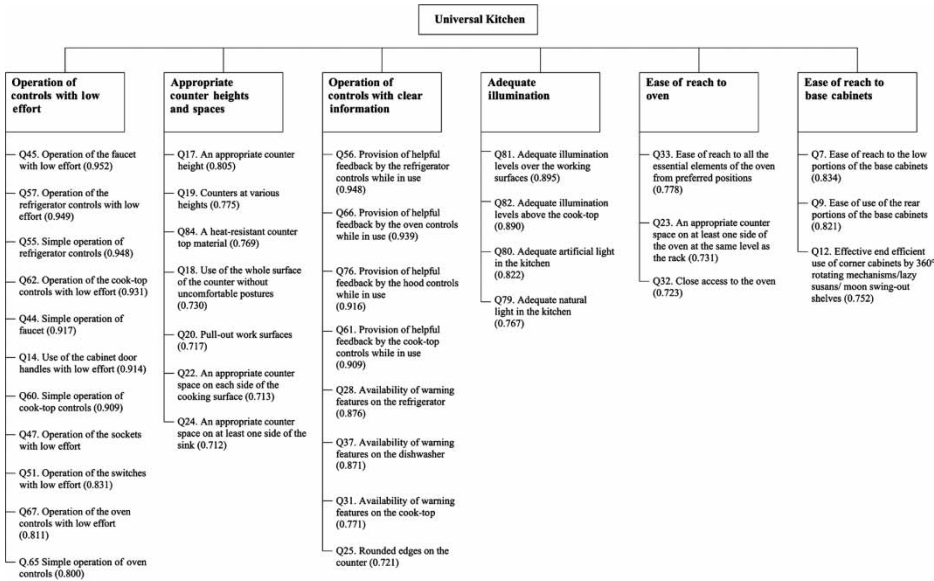 Universal Kitchen
Operation of
controls with low
effort
Q45. Operation of the faucet
with low effort (0.952)
Q57. Operation of the
refrigerator controls with low
effort (0.949)
Q55. Simple operation of
refrigerator controls (0.948)
Q62. Operation of the cook-top
controls with low effort (0.931)
Q44. Simple operation of
faucet (0.917)
Q14. Use of the cabinet door
handles with low effort (0.914)
Q60. Simple operation of
cook-top controls (0.909)
Q47. Operation of the sockets
with low effort
Q51. Operation of the switches
with low effort (0.831)
Q67. Operation of the oven
controls with low effort
(0.811)
Q.65 Simple operation of oven
controls (0.800)
Appropriate
counter heights
and spaces
Q17. An appropriate counter
height (0.805)
Q19. Counters at various
heights (0.775)
Q84. A heat-resistant counter
top material (0.769)
Q18. Use of the whole surface
of the counter without
uncomfortable postures
(0.730)
Q20. Pull-out work surfaces
(0.717)
Q22. An appropriate counter
space on each side of the
cooking surface (0.713)
Q24. An appropriate counter
space on at least one side of the
sink (0.712)
Operation of
controls with clear
information
Q56. Provision of helpful
feedback by the refrigerator
controls while in use
(0.948)
Q66. Provision of helpful
feedback by the oven controls
while in use (0.939)
Q76. Provision of helpful
feedback by the hood controls
while in use
(0.916)
Q61. Provision of helpful
feedback by the cook-top
controls while in use
(0.909)
Q28. Availability of warning
features on the refrigerator
(0.876)
Q37. Availability of warning
features on the dishwasher
(0.871)
Q31. Availability of warning
features on the cook-top
(0.771)
Q25. Rounded edges on the
counter (0.721)
Adequate
illumination
Q81. Adequate illumination
levels over the working
surfaces (0.895)
Q82. Adequate illumination
levels above the cook-top
(0.890)
Q80. Adequate artificial light
in the kitchen
(0.822)
Q79. Adequate natural
light in the kitchen (0.767)
Ease of reach to
oven
Q33. Ease of reach to all the
essential elements of the oven
from preferred positions
(0.778)
Q23. An appropriate counter
space on at least one side of
the oven at the same level as
the rack (0.731)
Q32. Close access to the oven
(0.723)
Ease of reach to
base cabinets
Q7. Ease of reach to the low
portions of the base cabinets
(0.834)
Q9. Ease of use of the rear
portions of the base cabinets
(0.821)
Q12. Effective end efficient
use of corner cabinets by 360°
rotating mechanisms/lazy
susans/ moon swing-out
shelves (0.752)